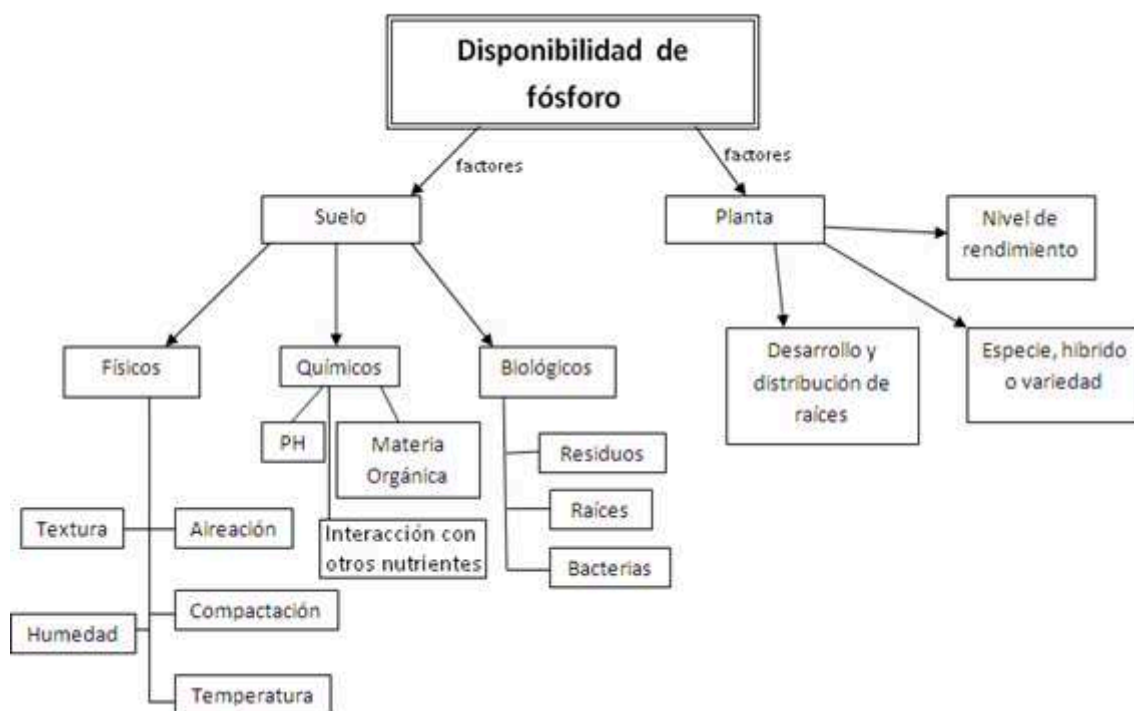 Disponibilidad de
fósforo
factores
factores
Suelo
Planta
Nivel de
rendimiento
Físicos
Químicos
Biológicos
Desarrollo y
distribución de
raíces
Especie, híbrido
o variedad
PH
Materia
Orgánica
Residuos
Raíces
Textura
Aireación
Interacción con
otros nutrientes
Bacterias
Compactación
Humedad
Temperatura